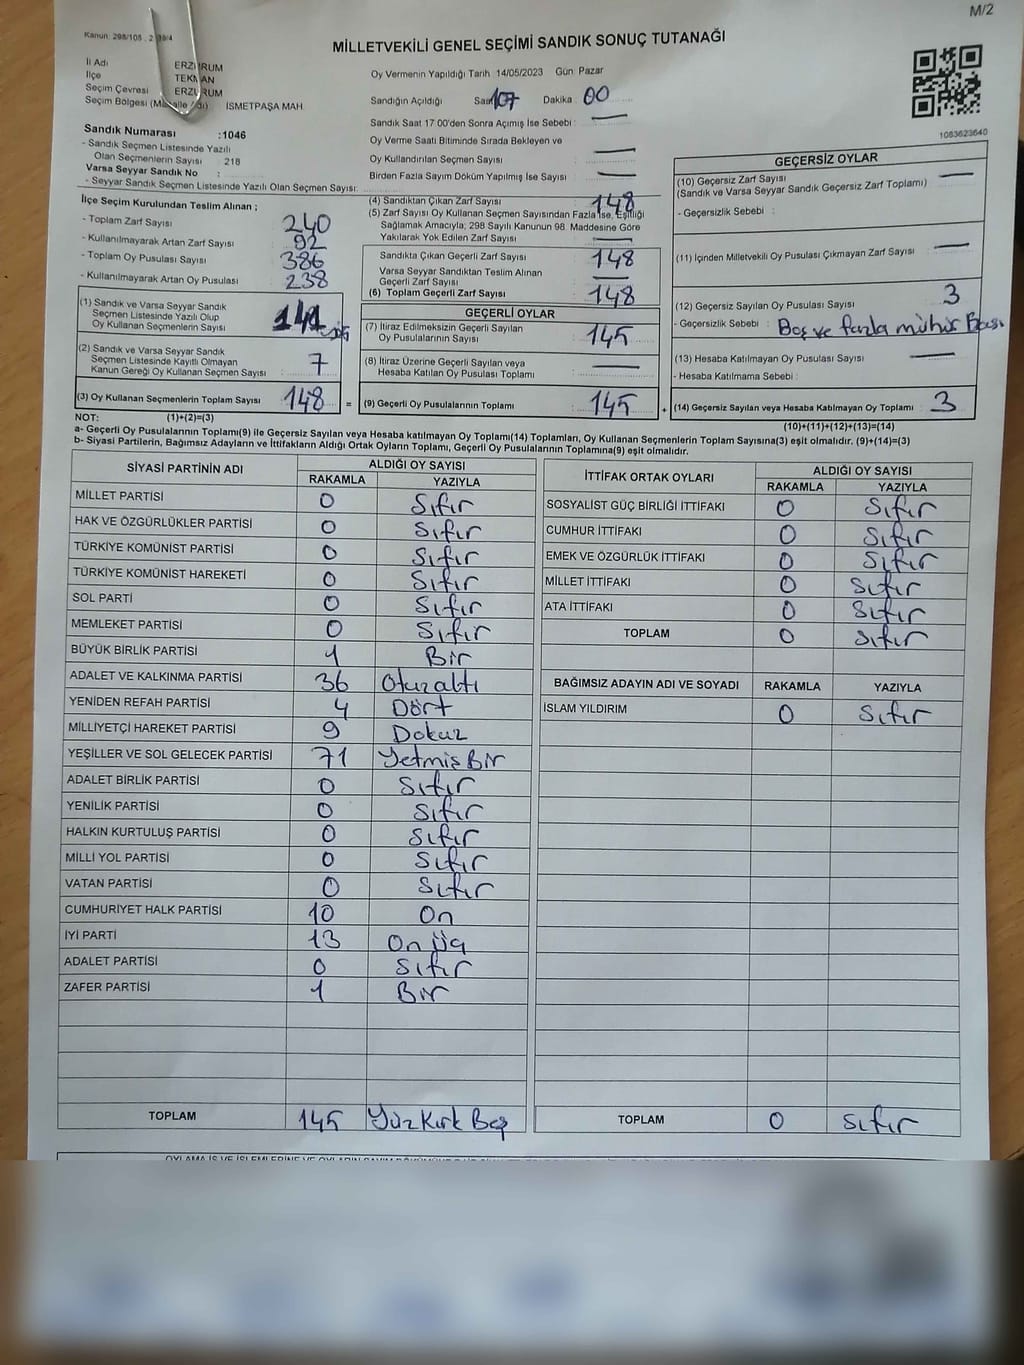 M/2
Kanun: 298/105
MİLLETVEKİLİ GENEL SEÇİMİ SANDIK SONUÇ TUTANAĞI
İl Adı ERZURUM
İlçe TEKMAN
Seçim Çevresi ERZURUM
Seçim Bölgesi (Mahalle Adı) İSMETPAŞA MAH.
Sandık Numarası :1046
- Sandık Seçmen Listesinde Yazılı
Olan Seçmenlerin Sayısı : 218
Varsa Seyyar Sandık No :
- Seyyar Sandık Seçmen Listesinde Yazılı Olan Seçmen Sayısı:
Oy Vermenin Yapıldığı Tarih 14/05/2023 Gün: Pazar
Sandığın Açıldığı Saat Dakika : 00
Sandık Saat 17:00'den Sonra Açımış İse Sebebi :
Oy Verme Saati Bitiminde Sırada Bekleyen ve
Oy Kullandırılan Seçmen Sayısı :
Birden Fazla Sayım Döküm Yapılmış İse Sayısı :
1083623640
İlçe Seçim Kurulundan Teslim Alınan ;
- Toplam Zarf Sayısı : 240
- Kullanılmayarak Artan Zarf Sayısı : 92
- Toplam Oy Pusulası Sayısı : 386
- Kullanılmayarak Artan Oy Pusulası : 238
(1) Sandık ve Varsa Seyyar Sandık
Seçmen Listesinde Yazılı Olup
Oy Kullanan Seçmenlerin Sayısı : 141
(2) Sandık ve Varsa Seyyar Sandık
Seçmen Listesinde Kayıtlı Olmayan
Kanun Gereği Oy Kullanan Seçmen Sayısı : 7
(3) Oy Kullanan Seçmenlerin Toplam Sayısı : 148 =
(4) Sandıktan Çıkan Zarf Sayısı : 148
(5) Zarf Sayısı Oy Kullanan Seçmen Sayısından Fazla İse, Eşitliği
Sağlamak Amacıyla; 298 Sayılı Kanunun 98. Maddesine Göre
Yakılarak Yok Edilen Zarf Sayısı :
Sandıkta Çıkan Geçerli Zarf Sayısı : 148
Varsa Seyyar Sandıktan Teslim Alınan
Geçerli Zarf Sayısı :
(6) Toplam Geçerli Zarf Sayısı : 148
GEÇERLİ OYLAR
(7) İtiraz Edilmeksizin Geçerli Sayılan
Oy Pusulalarının Sayısı : 145
(8) İtiraz Üzerine Geçerli Sayılan veya
Hesaba Katılan Oy Pusulası Toplamı :
(9) Geçerli Oy Pusulalarının Toplamı : 145 +
GEÇERSİZ OYLAR
(10) Geçersiz Zarf Sayısı :
(Sandık ve Varsa Seyyar Sandık Geçersiz Zarf Toplamı)
- Geçersizlik Sebebi :
(11) İçinden Milletvekili Oy Pusulası Çıkmayan Zarf Sayısı :
(12) Geçersiz Sayılan Oy Pusulası Sayısı : 3
- Geçersizlik Sebebi : Boş ve fazla mühür Bası
(13) Hesaba Katılmayan Oy Pusulası Sayısı :
- Hesaba Katılmama Sebebi :
(14) Geçersiz Sayılan veya Hesaba Katılmayan Oy Toplamı : 3
NOT: (1)+(2)=(3)
(10)+(11)+(12)+(13)=(14)
a- Geçerli Oy Pusulalarının Toplamı(9) ile Geçersiz Sayılan veya Hesaba katılmayan Oy Toplamı(14) Toplamları, Oy Kullanan Seçmenlerin Toplam Sayısına(3) eşit olmalıdır. (9)+(14)=(3)
b- Siyasi Partilerin, Bağımsız Adayların ve İttifakların Aldığı Ortak Oyların Toplamı, Geçerli Oy Pusulalarının Toplamına(9) eşit olmalıdır.
SİYASİ PARTİNİN ADI ALDIĞI OY SAYISI
RAKAMLA YAZIYLA
MİLLET PARTİSİ 0 Sıfır
HAK VE ÖZGÜRLÜKLER PARTİSİ 0 Sıfır
TÜRKİYE KOMÜNİST PARTİSİ 0 Sıfır
TÜRKİYE KOMÜNİST HAREKETİ 0 Sıfır
SOL PARTİ 0 Sıfır
MEMLEKET PARTİSİ 0 Sıfır
BÜYÜK BİRLİK PARTİSİ 1 Bir
ADALET VE KALKINMA PARTİSİ 36 Otuzaltı
YENİDEN REFAH PARTİSİ 4 Dört
MİLLİYETÇİ HAREKET PARTİSİ 9 Dokuz
YEŞİLLER VE SOL GELECEK PARTİSİ 71 Yetmiş Bir
ADALET BİRLİK PARTİSİ 0 Sıfır
YENİLİK PARTİSİ 0 Sıfır
HALKIN KURTULUŞ PARTİSİ 0 Sıfır
MİLLİ YOL PARTİSİ 0 Sıfır
VATAN PARTİSİ 0 Sıfır
CUMHURİYET HALK PARTİSİ 10 On
İYİ PARTİ 13 On Üç
ADALET PARTİSİ 0 Sıfır
ZAFER PARTİSİ 1 Bir
TOPLAM 145 Yüz Kırk Beş
İTTİFAK ORTAK OYLARI ALDIĞI OY SAYISI
RAKAMLA YAZIYLA
SOSYALİST GÜÇ BİRLİĞİ İTTİFAKI 0 Sıfır
CUMHUR İTTİFAKI 0 Sıfır
EMEK VE ÖZGÜRLÜK İTTİFAKI 0 Sıfır
MİLLET İTTİFAKI 0 Sıfır
ATA İTTİFAKI 0 Sıfır
TOPLAM 0 Sıfır
BAĞIMSIZ ADAYIN ADI VE SOYADI RAKAMLA YAZIYLA
İSLAM YILDIRIM 0 Sıfır
TOPLAM 0 Sıfır